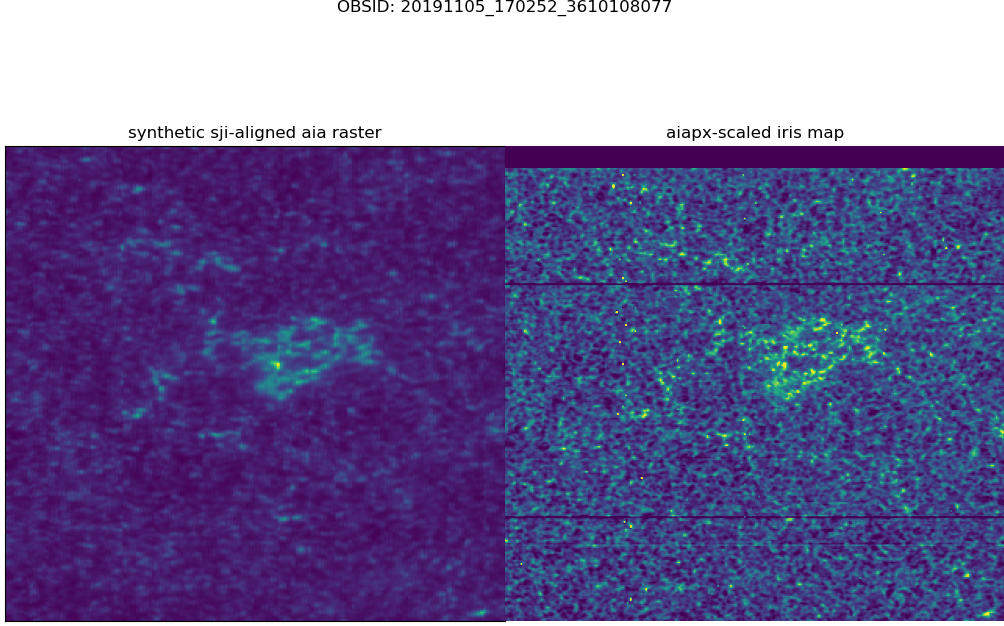 OBSID: 20191105_170252_3610108077
synthetic sji-aligned aia raster
aiapx-scaled iris map